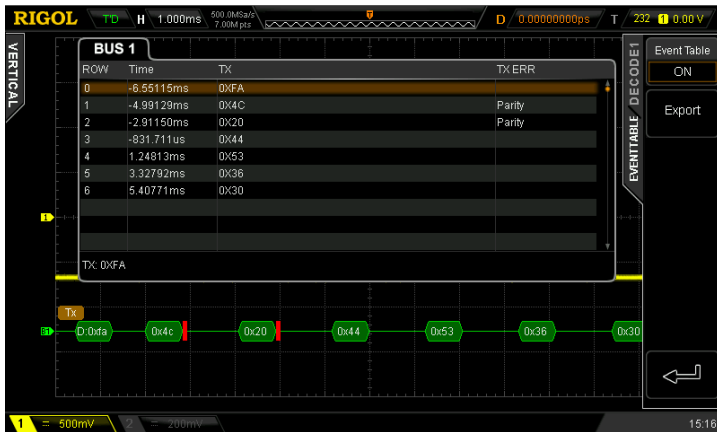 RIGOL T'D H 1.000ms 500.0MSa/s 7.00M pts D 0.00000000ps T 232 1 0.00 V
VERTICAL
BUS 1
ROW Time TX TX ERR
0 -6.55115ms 0XFA
1 -4.99129ms 0X4C Parity
2 -2.91150ms 0X20 Parity
3 -831.711us 0X44
4 1.24813ms 0X53
5 3.32792ms 0X36
6 5.40771ms 0X30
TX: 0XFA
DECODE1
EVENTTABLE
Event Table
ON
Export
1
Tx
B1 D:0xfa 0x4c 0x20 0x44 0x53 0x36 0x30
1 = 500mV 2 = 200mV 15:16